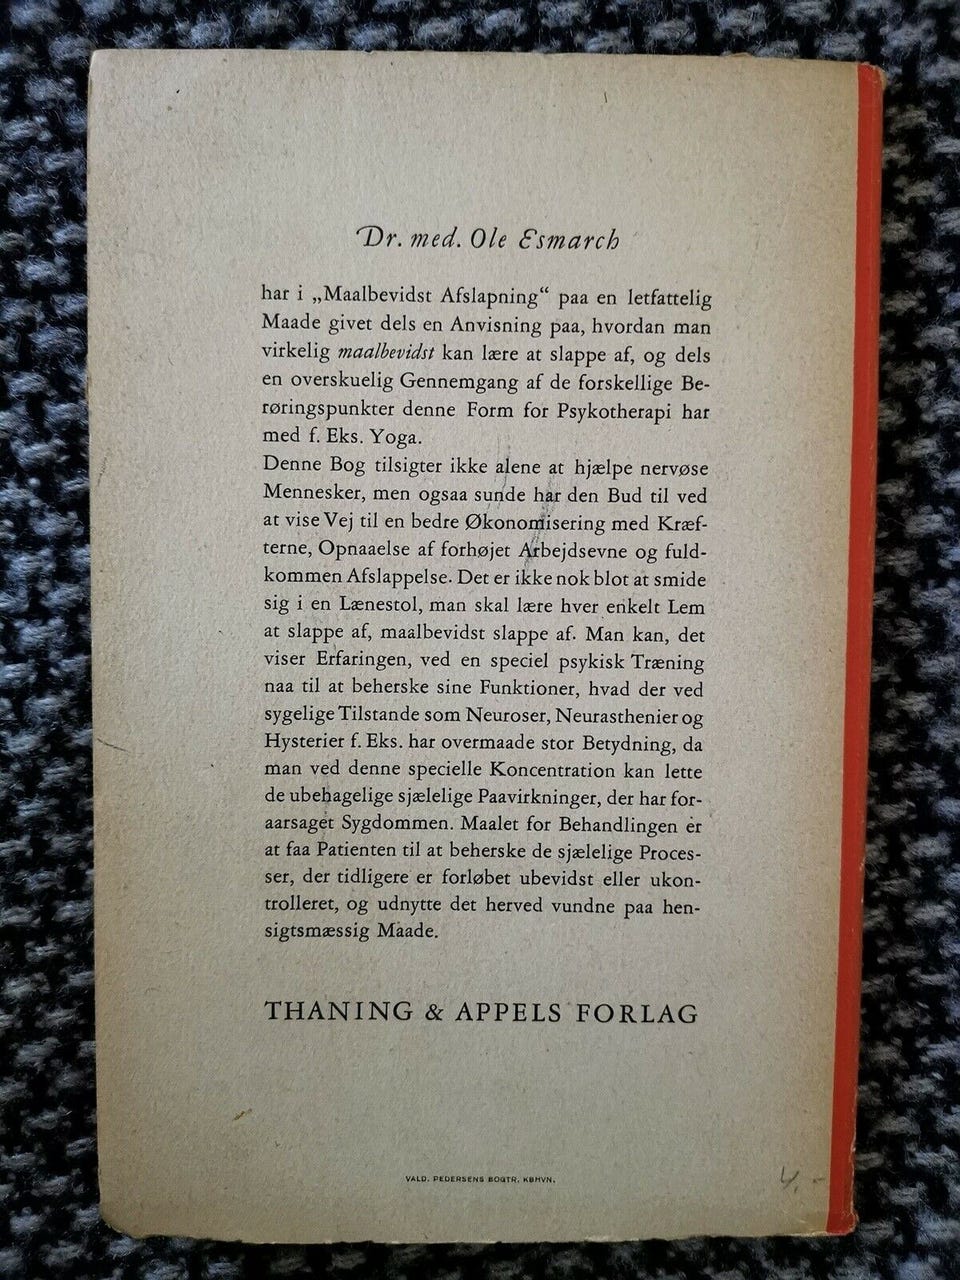 Dr. med. Ole Esmarch
har i „Maalbevidst Afslapning“ paa en letfattelig
Maade givet dels en Anvisning paa, hvordan man
virkelig maalbevidst kan lære at slappe af, og dels
en overskuelig Gennemgang af de forskellige Be-
røringspunkter denne Form for Psykotherapi har
med f. Eks. Yoga.
Denne Bog tilsigter ikke alene at hjælpe nervøse
Mennesker, men ogsaa sunde har den Bud til ved
at vise Vej til en bedre Økonomisering med Kræf-
terne, Opnaaelse af forhøjet Arbejdsevne og fuld-
kommen Afslappelse. Det er ikke nok blot at smide
sig i en Lænestol, man skal lære hver enkelt Lem
at slappe af, maalbevidst slappe af. Man kan, det
viser Erfaringen, ved en speciel psykisk Træning
naa til at beherske sine Funktioner, hvad der ved
sygelige Tilstande som Neuroser, Neurasthenier og
Hysterier f. Eks. har overmaade stor Betydning, da
man ved denne specielle Koncentration kan lette
de ubehagelige sjælelige Paavirkninger, der har for-
aarsaget Sygdommen. Maalet for Behandlingen er
at faa Patienten til at beherske de sjælelige Proces-
ser, der tidligere er forløbet ubevidst eller ukon-
trolleret, og udnytte det herved vundne paa hen-
sigtsmæssig Maade.
THANING & APPELS FORLAG
VALD. PEDERSENS BOGTR. KBHVN.
4. -